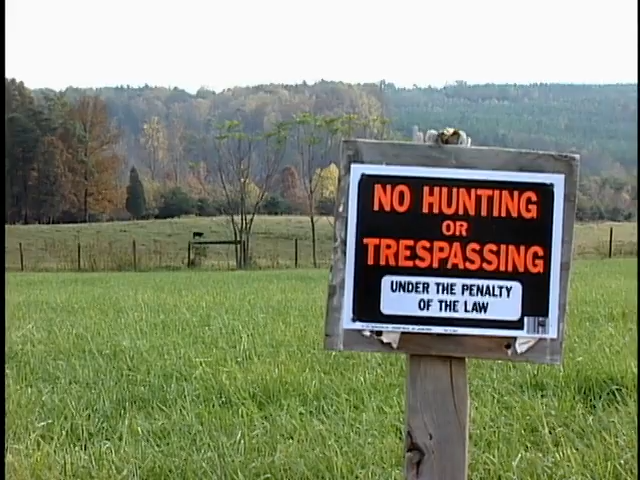 NO HUNTING
OR
TRESPASSING
UNDER THE PENALTY
OF THE LAW